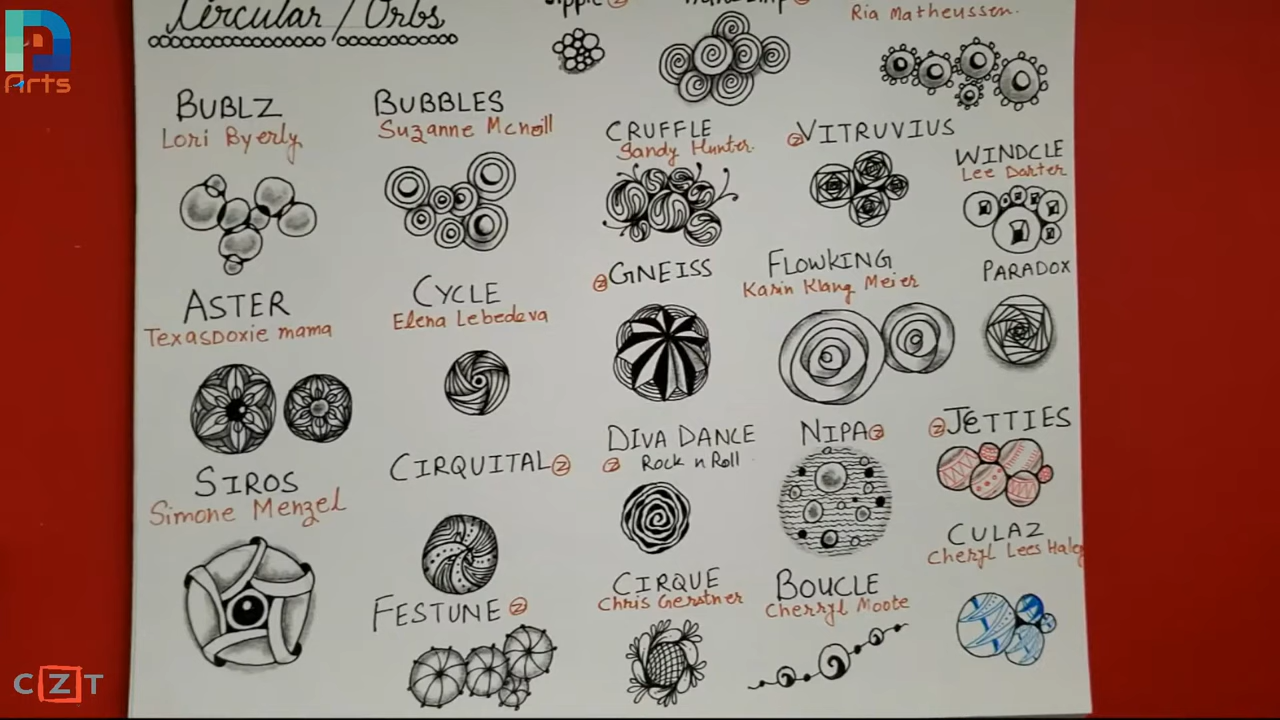 Circular / Orbs
Ria Matheussen.
Arts
BUBLZ
Lori Byerly
BUBBLES
Suzanne Mcneill
CRUFFLE
Sandy Hunter.
Z VITRUVIUS
WINDCLE
Lee Darter
ASTER
Texasdoxie mama
CYCLE
Elena Lebedeva
Z GNEISS
FLOWKING
Karin Klang Meier
PARADOX
SIROS
Simone Menzel
CIRQUITAL Z
DIVA DANCE
Z Rock n Roll
NIPA Z
Z JETTIES
CULAZ
Cheryl Lees Haley
FESTUNE Z
CIRQUE
Chris Gerstner
BOUCLE
Cherryl Moote
CZT